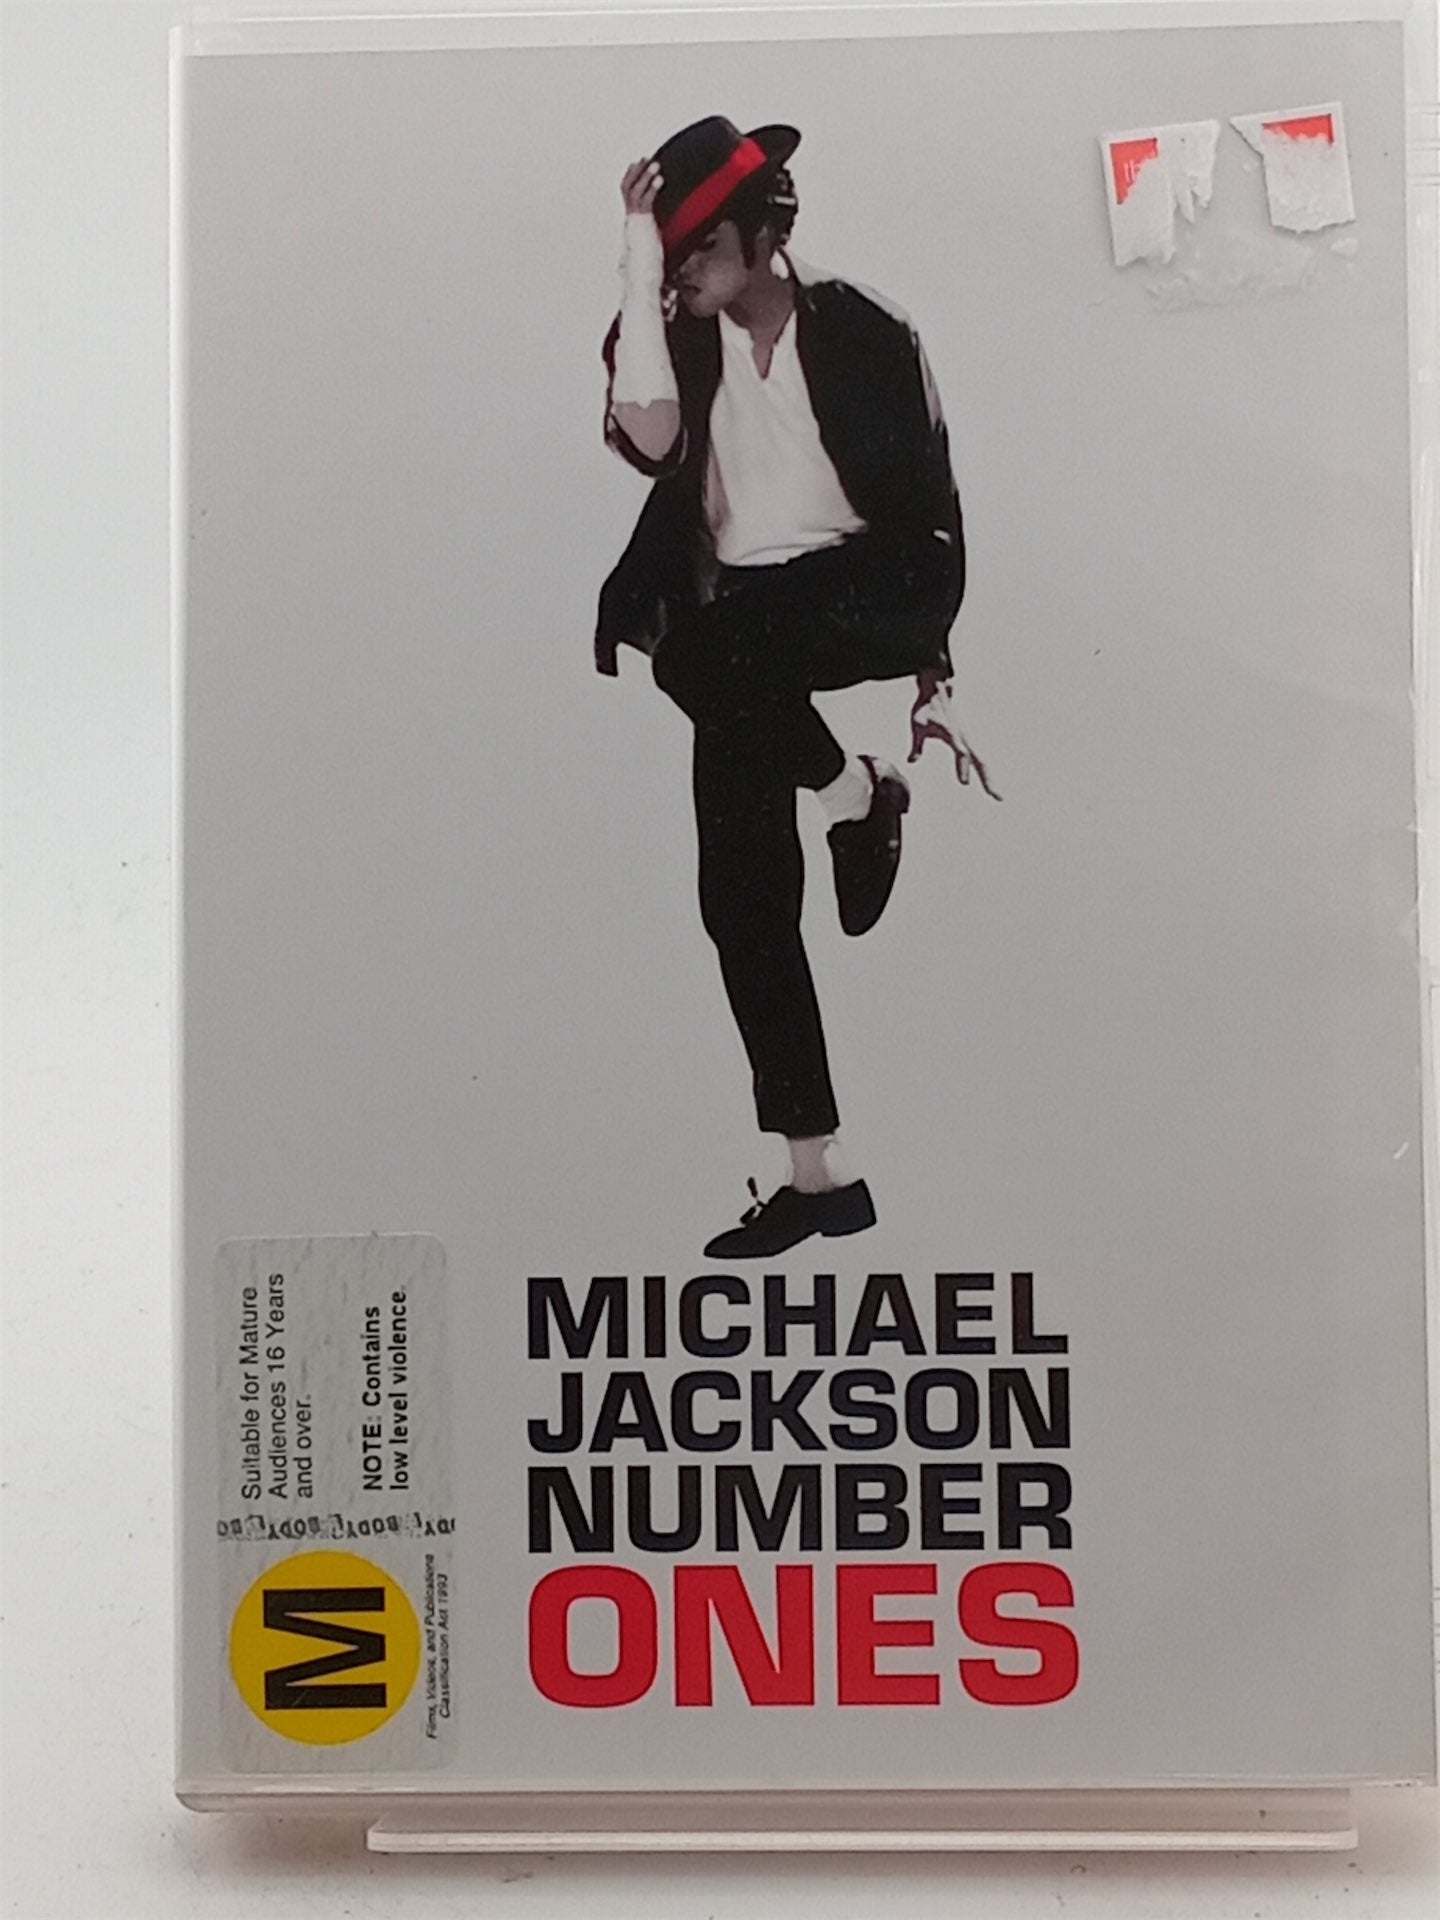 MICHAEL
JACKSON
NUMBER
ONES
Suitable for Mature
Audiences 16 Years
and over.
NOTE: Contains
low level violence.
M
Films, Videos, and Publications
Classification Act 1993